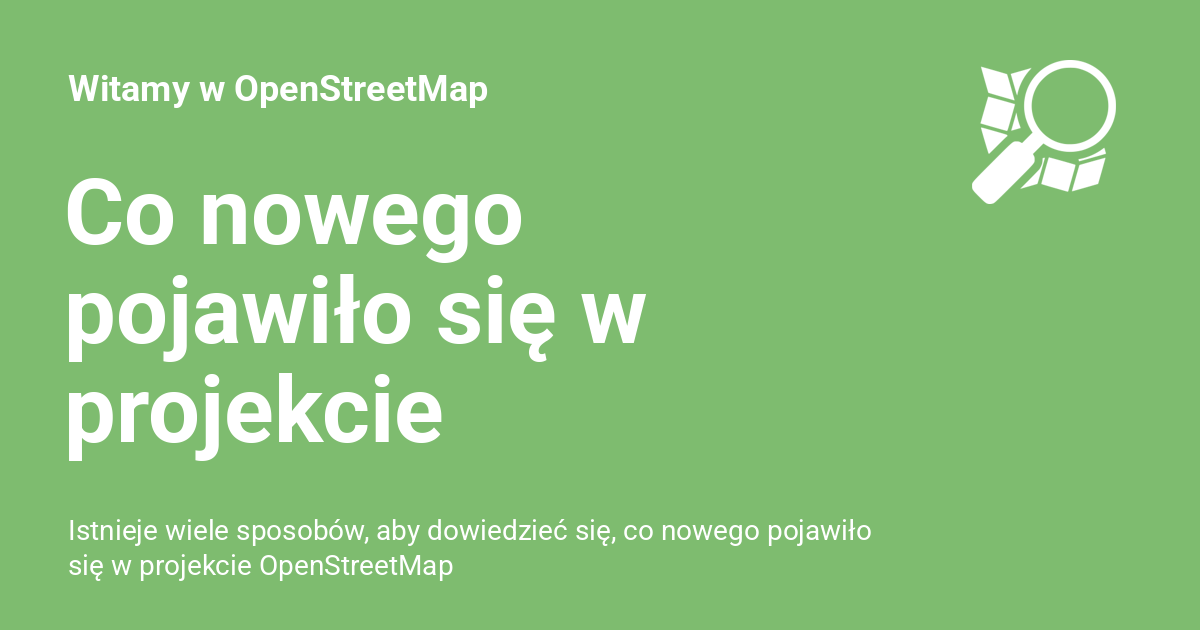 Witamy w OpenStreetMap
Co nowego
pojawiło się w
projekcie
Istnieje wiele sposobów, aby dowiedzieć się, co nowego pojawiło
się w projekcie OpenStreetMap